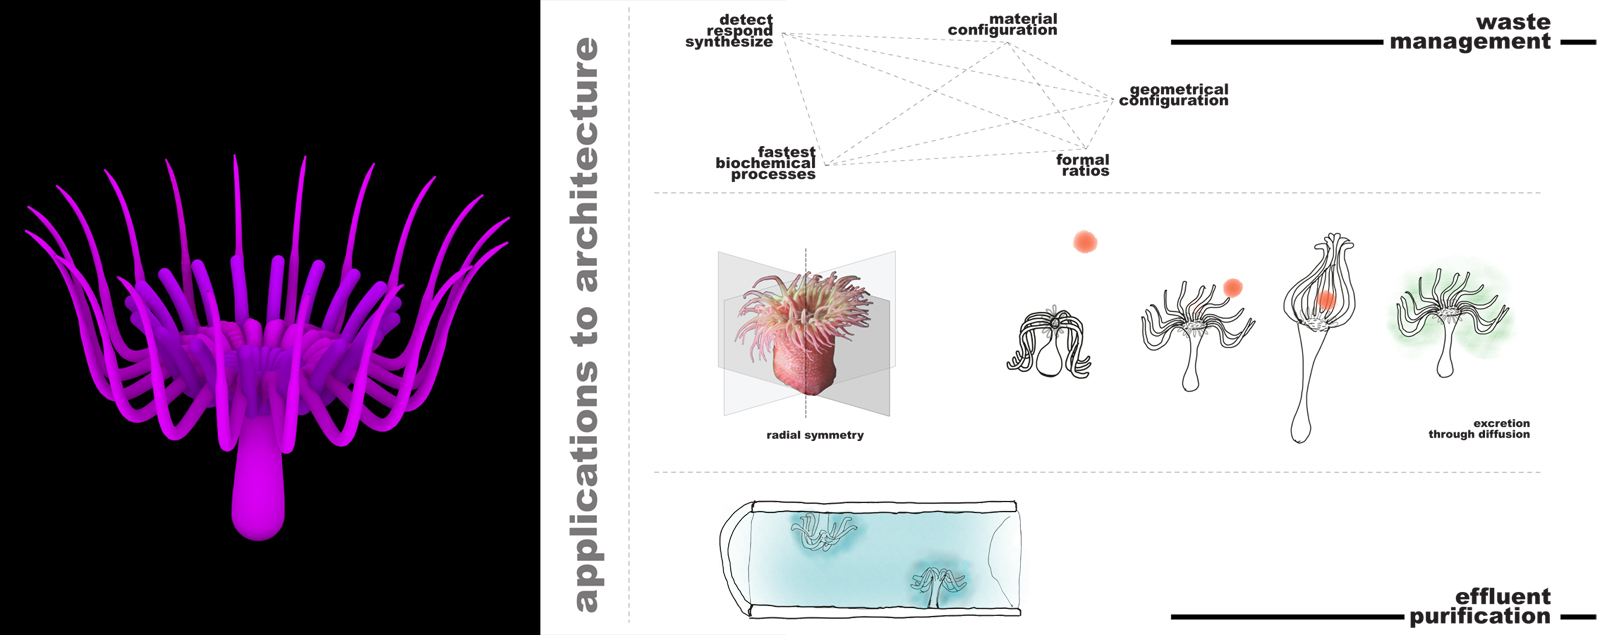 applications to architecture
detect
respond
synthesize
material
configuration
waste
management
geometrical
configuration
fastest
biochemical
processes
formal
ratios
radial symmetry
excretion
through diffusion
effluent
purification